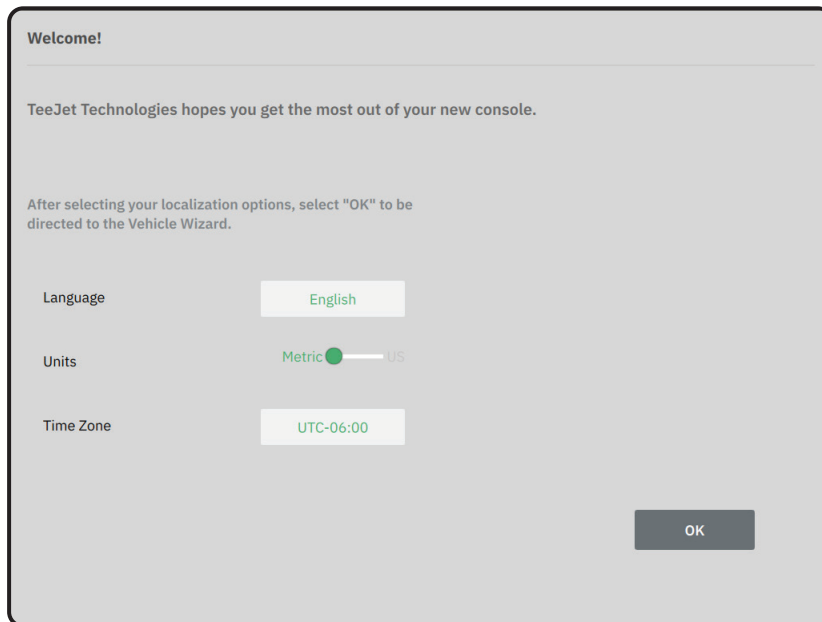 Welcome!
TeeJet Technologies hopes you get the most out of your new console.
After selecting your localization options, select "OK" to be
directed to the Vehicle Wizard.
Language English
Units Metric US
Time Zone UTC-06:00
OK